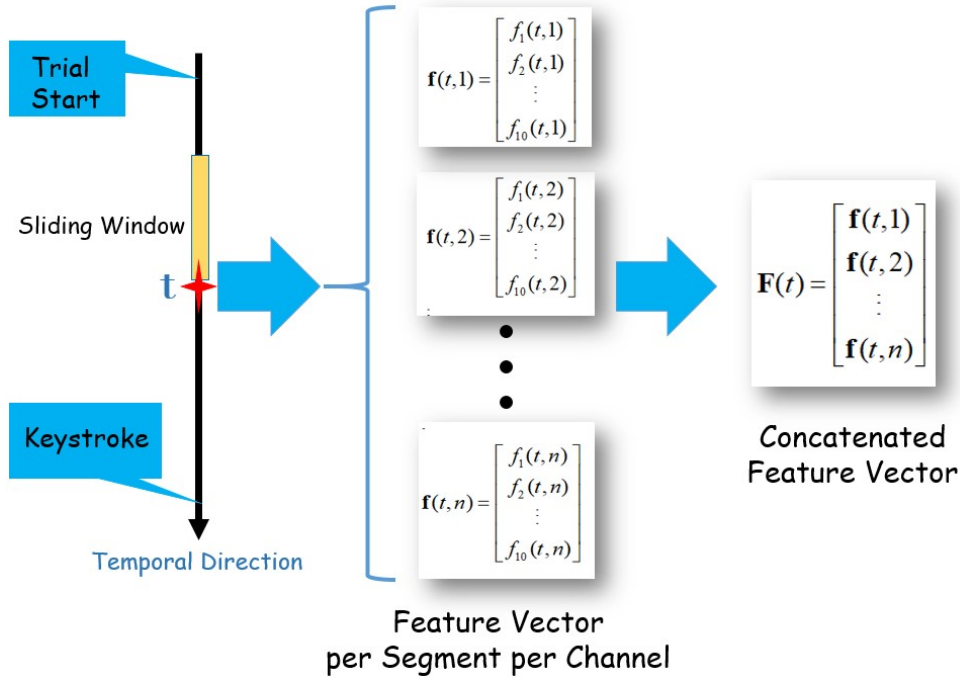 Trial
Start
Sliding Window
t
Keystroke
Temporal Direction
f(t,1) = [ f₁(t,1)
f₂(t,1)
⋮
f₁₀(t,1) ]
f(t,2) = [ f₁(t,2)
f₂(t,2)
⋮
f₁₀(t,2) ]
f(t,n) = [ f₁(t,n)
f₂(t,n)
⋮
f₁₀(t,n) ]
Feature Vector
per Segment per Channel
F(t) = [ f(t,1)
f(t,2)
⋮
f(t,n) ]
Concatenated
Feature Vector